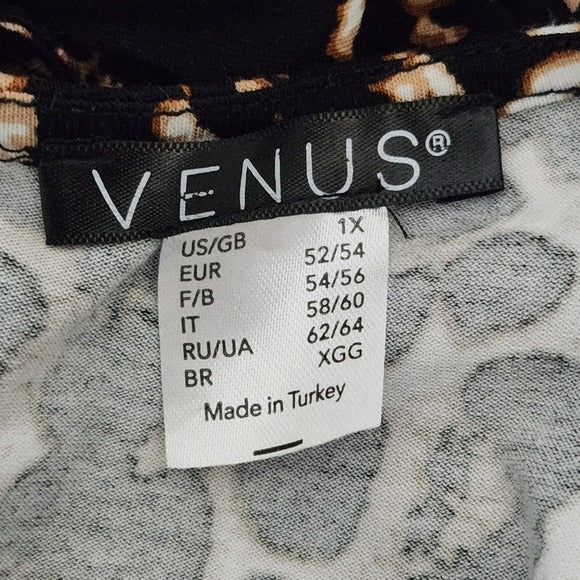 VENUS®
US/GB 1X
EUR 52/54
F/B 54/56
IT 58/60
RU/UA 62/64
BR XGG
Made in Turkey